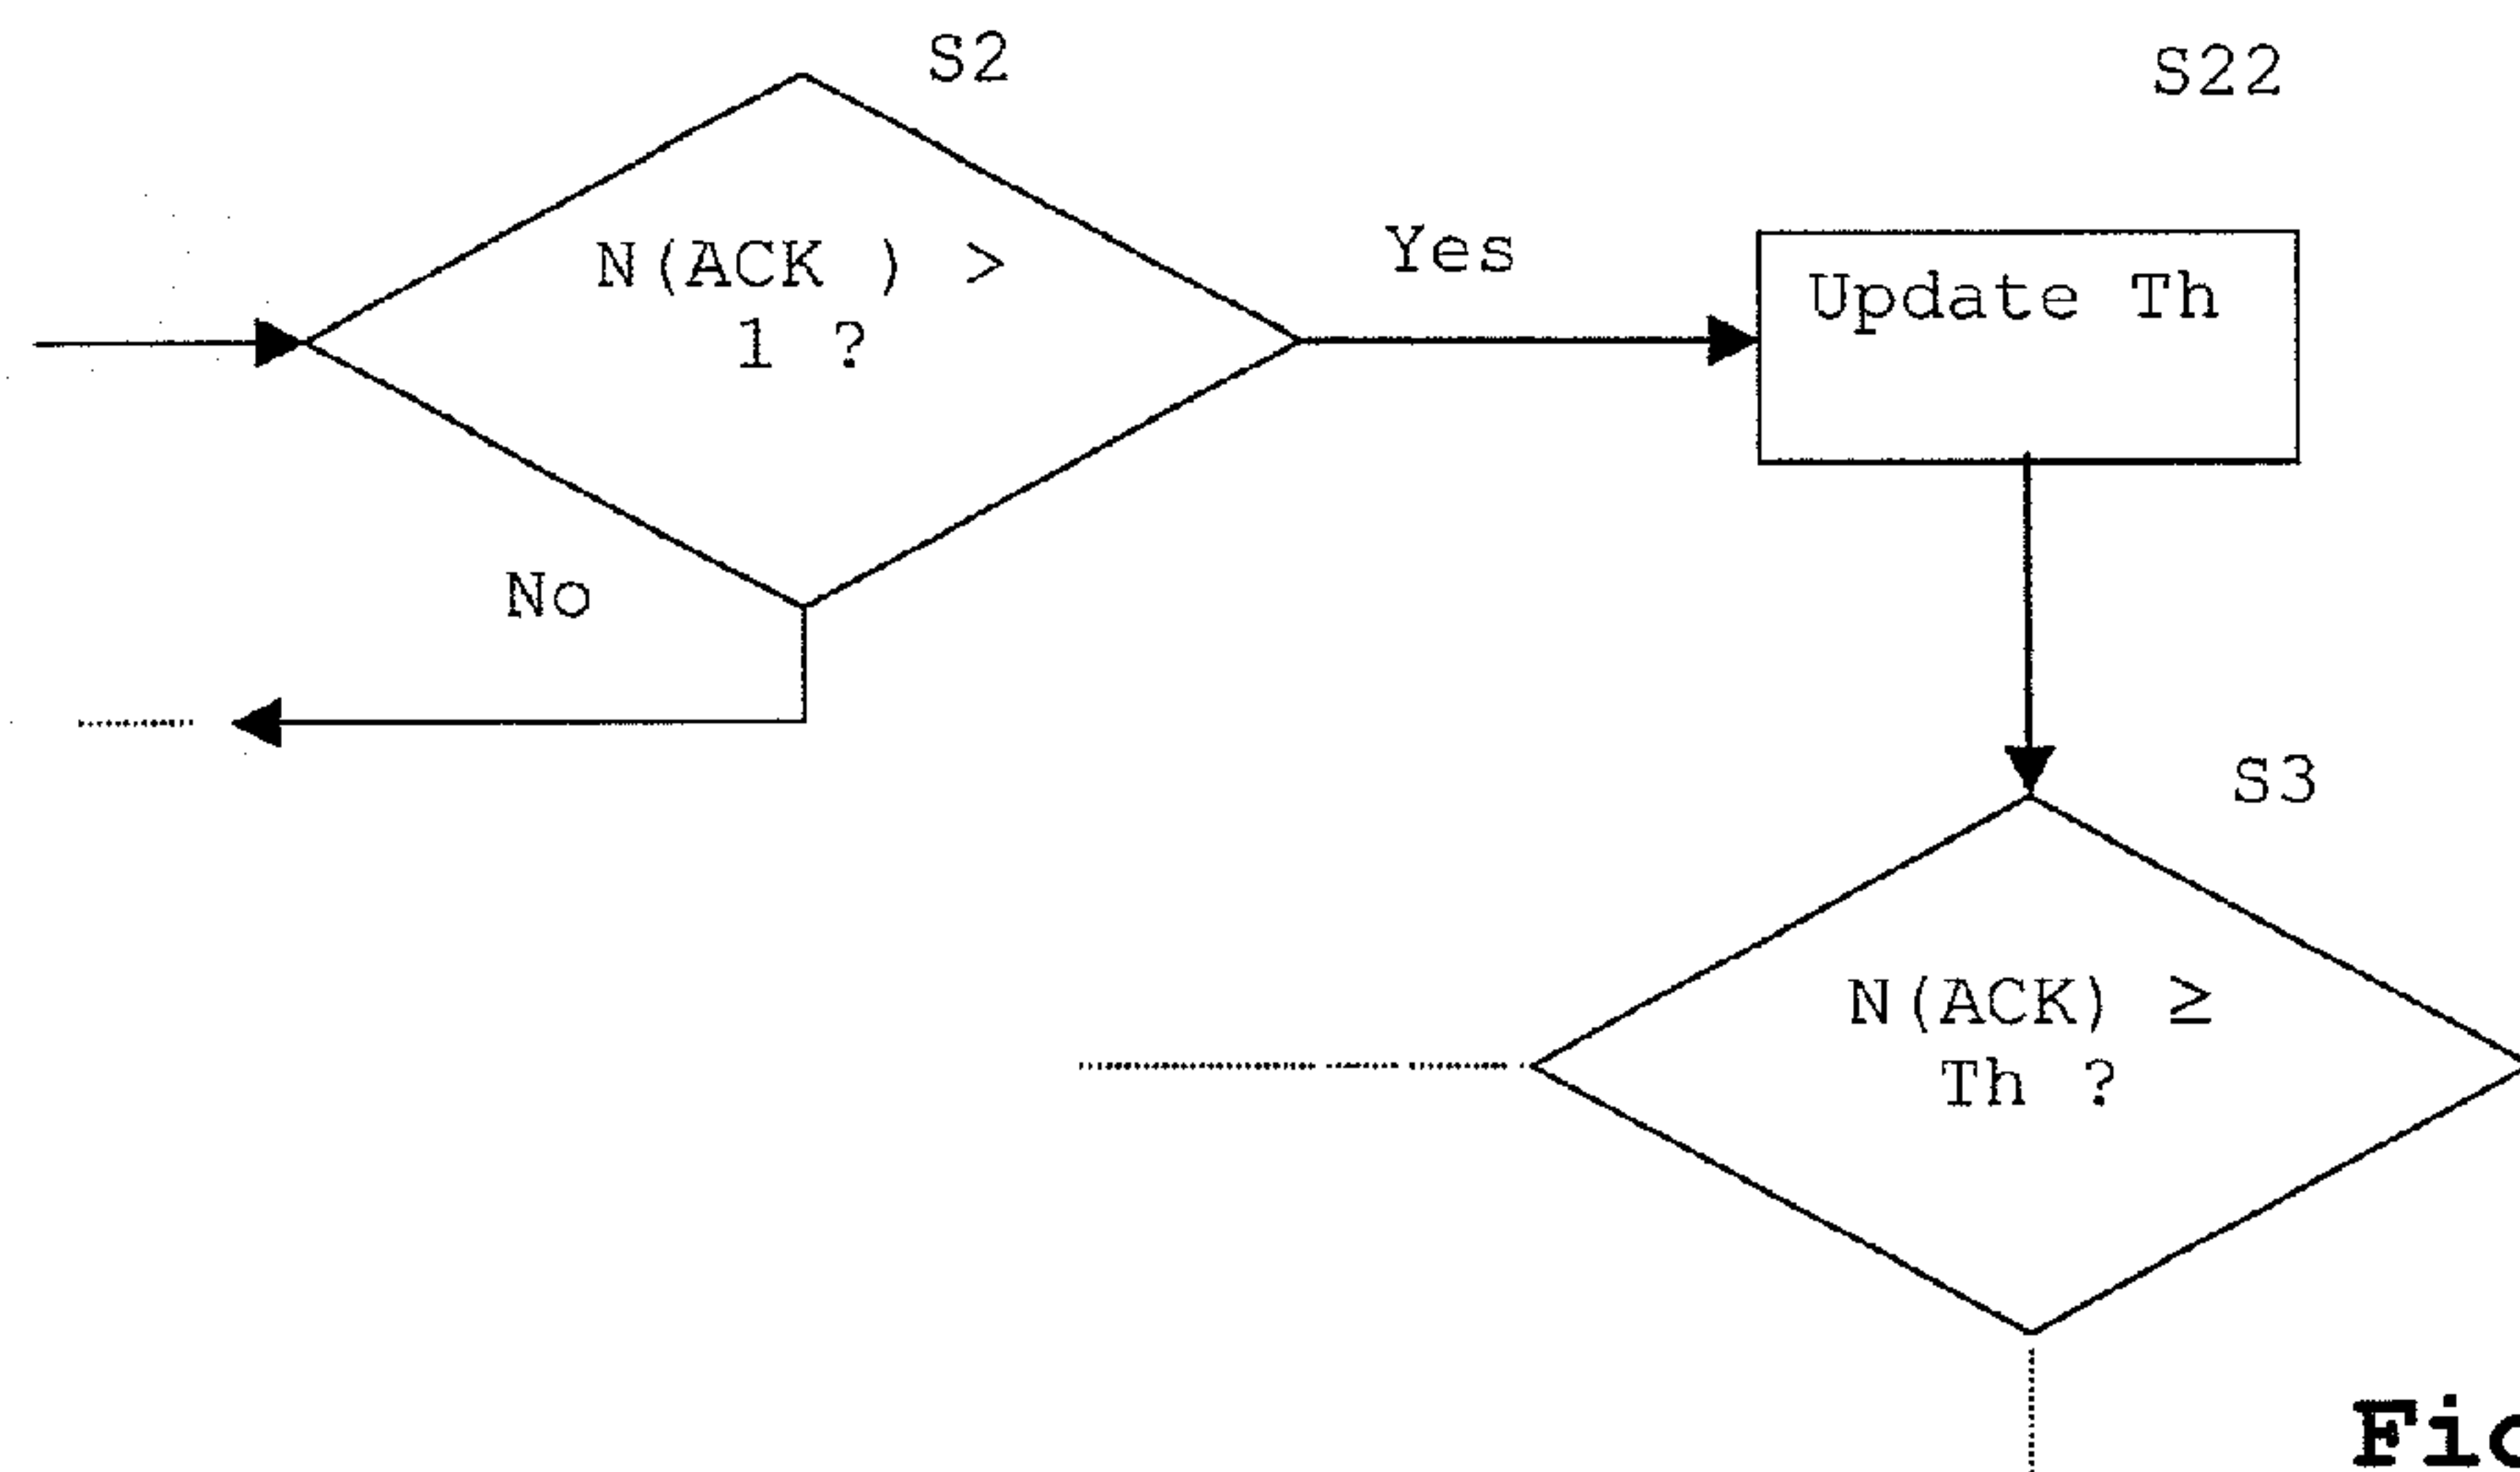 S2
S22
N(ACK ) >
1 ?
Yes
Update Th
No
S3
N(ACK) ≥
Th ?